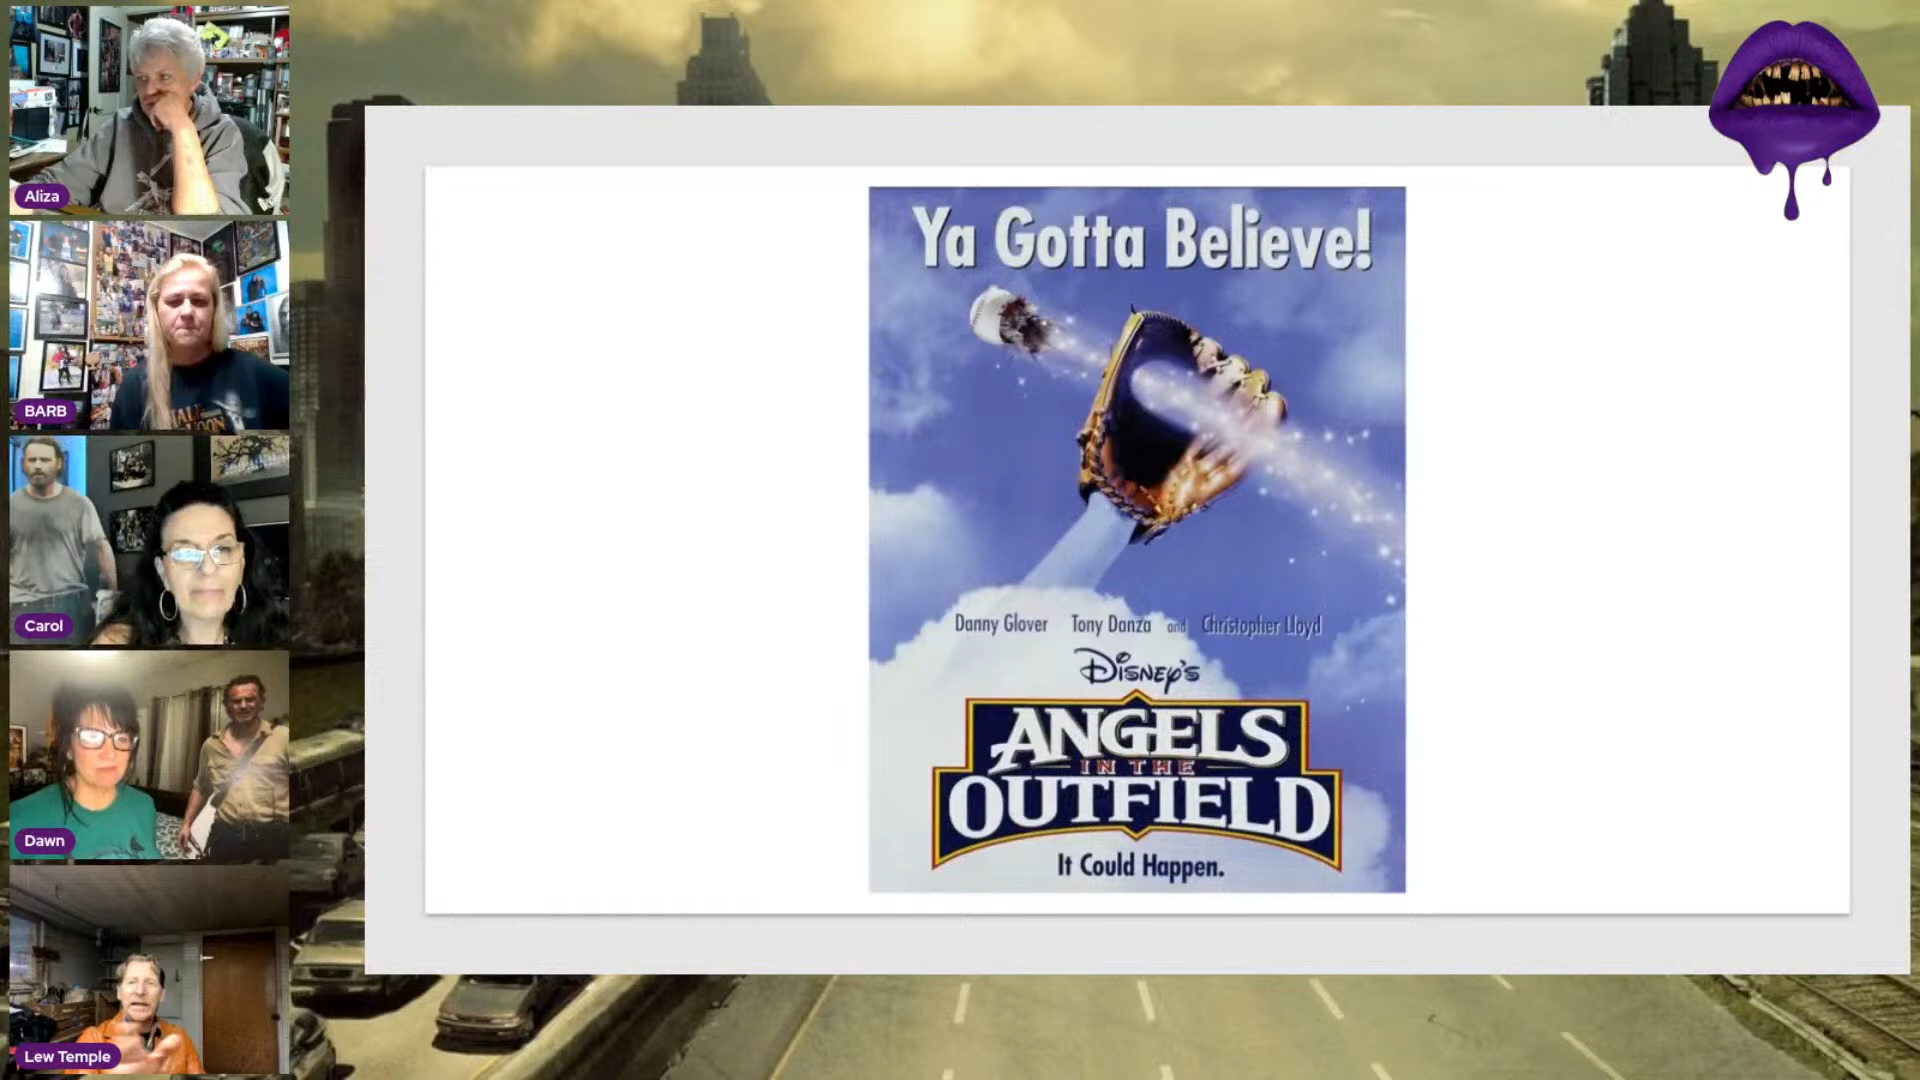 Aliza
BARB
Carol
Dawn
Lew Temple
Ya Gotta Believe!
Danny Glover Tony Danza and Christopher Lloyd
Disney's
ANGELS
IN THE
OUTFIELD
It Could Happen.